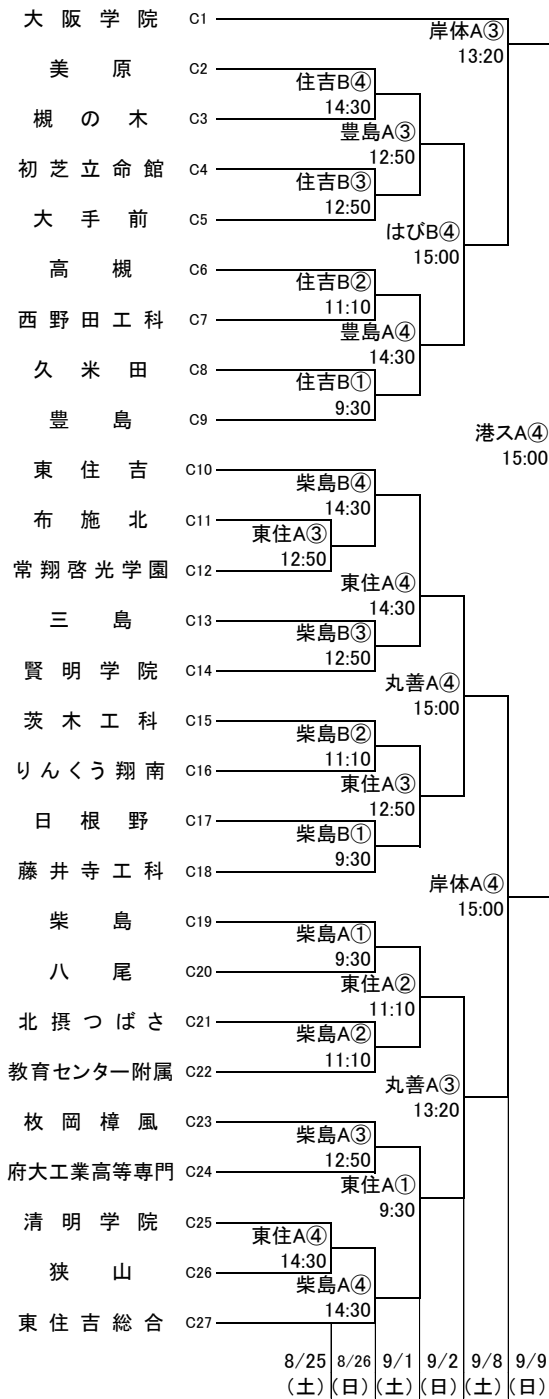 大阪学院 C1
岸体A③
13:20
美原 C2
住吉B④
14:30
槻の木 C3
豊島A③
12:50
初芝立命館 C4
住吉B③
12:50
大手前 C5
はびB④
15:00
高槻 C6
住吉B②
11:10
西野田工科 C7
豊島A④
14:30
久米田 C8
住吉B①
9:30
豊島 C9
港スA④
15:00
東住吉 C10
柴島B④
14:30
布施北 C11
東住A③
12:50
常翔啓光学園 C12
東住A④
14:30
三島 C13
柴島B③
12:50
賢明学院 C14
丸善A④
15:00
茨木工科 C15
柴島B②
11:10
りんくう翔南 C16
東住A③
12:50
日根野 C17
柴島B①
9:30
藤井寺工科 C18
岸体A④
15:00
柴島 C19
柴島A①
9:30
八尾 C20
東住A②
11:10
北摂つばさ C21
柴島A②
11:10
教育センター附属 C22
丸善A③
13:20
枚岡樟風 C23
柴島A③
12:50
府大工業高等専門 C24
東住A①
9:30
清明学院 C25
東住A④
14:30
狭山 C26
柴島A④
14:30
東住吉総合 C27
8/25 8/26 9/1 9/2 9/8 9/9
(土) (日) (土) (日) (土) (日)